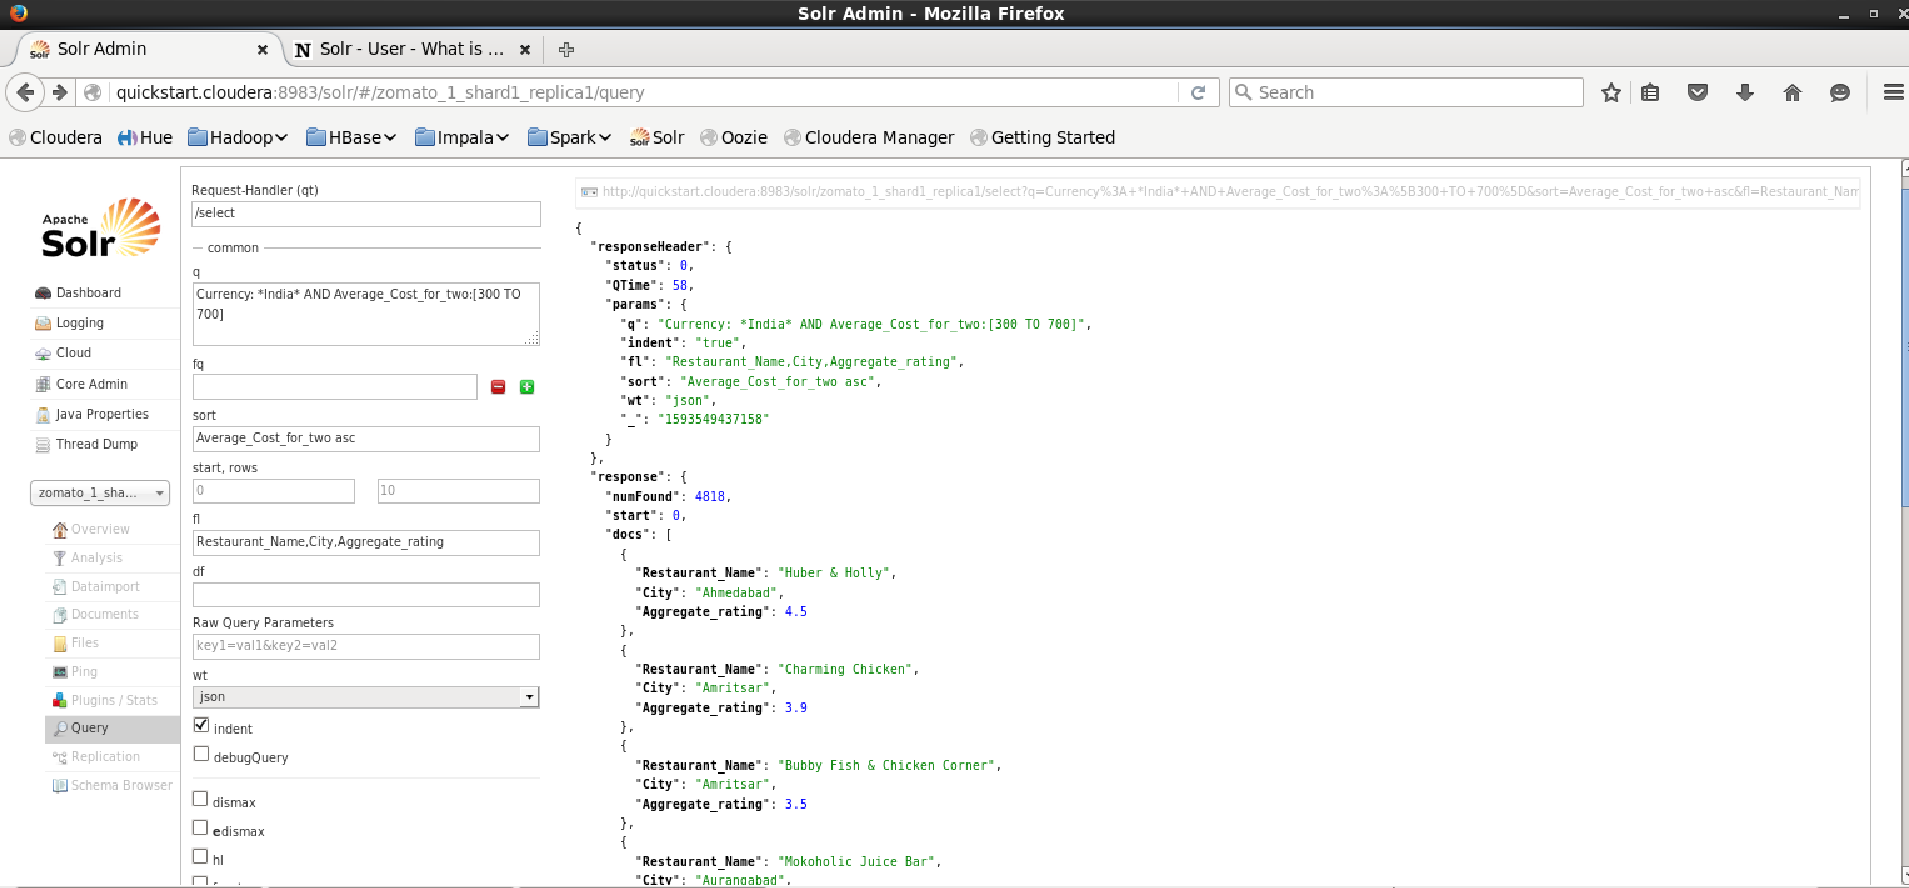 Solr Admin - Mozilla Firefox
Solr Admin
Solr - User - What is ...
quickstart.cloudera:8983/solr/#/zomato_1_shard1_replica1/query
Search
Cloudera
Hue
Hadoop
HBase
Impala
Spark
Solr
Oozie
Cloudera Manager
Getting Started
Apache
Solr
Dashboard
Logging
Cloud
Core Admin
Java Properties
Thread Dump
zomato_1_sha...
Overview
Analysis
Dataimport
Documents
Files
Ping
Plugins / Stats
Query
Replication
Schema Browser
Request-Handler (qt)
/select
common
q
Currency: *India* AND Average_Cost_for_two:[300 TO
700]
fq
sort
Average_Cost_for_two asc
start, rows
0
10
fl
Restaurant_Name,City,Aggregate_rating
df
Raw Query Parameters
key1=val1&key2=val2
wt
json
indent
debugQuery
dismax
edismax
hl
http://quickstart.cloudera:8983/solr/zomato_1_shard1_replica1/select?q=Currency%3A+*India*+AND+Average_Cost_for_two%3A%5B300+TO+700%5D&sort=Average_Cost_for_two+asc&fl=Restaurant_Nam
{
"responseHeader": {
"status": 0,
"QTime": 58,
"params": {
"q": "Currency: *India* AND Average_Cost_for_two:[300 TO 700]",
"indent": "true",
"fl": "Restaurant_Name,City,Aggregate_rating",
"sort": "Average_Cost_for_two asc",
"wt": "json",
"_": "1593549437158"
}
},
"response": {
"numFound": 4818,
"start": 0,
"docs": [
{
"Restaurant_Name": "Huber & Holly",
"City": "Ahmedabad",
"Aggregate_rating": 4.5
},
{
"Restaurant_Name": "Charming Chicken",
"City": "Amritsar",
"Aggregate_rating": 3.9
},
{
"Restaurant_Name": "Bubby Fish & Chicken Corner",
"City": "Amritsar",
"Aggregate_rating": 3.5
},
{
"Restaurant_Name": "Mokoholic Juice Bar",
"City": "Aurangabad",